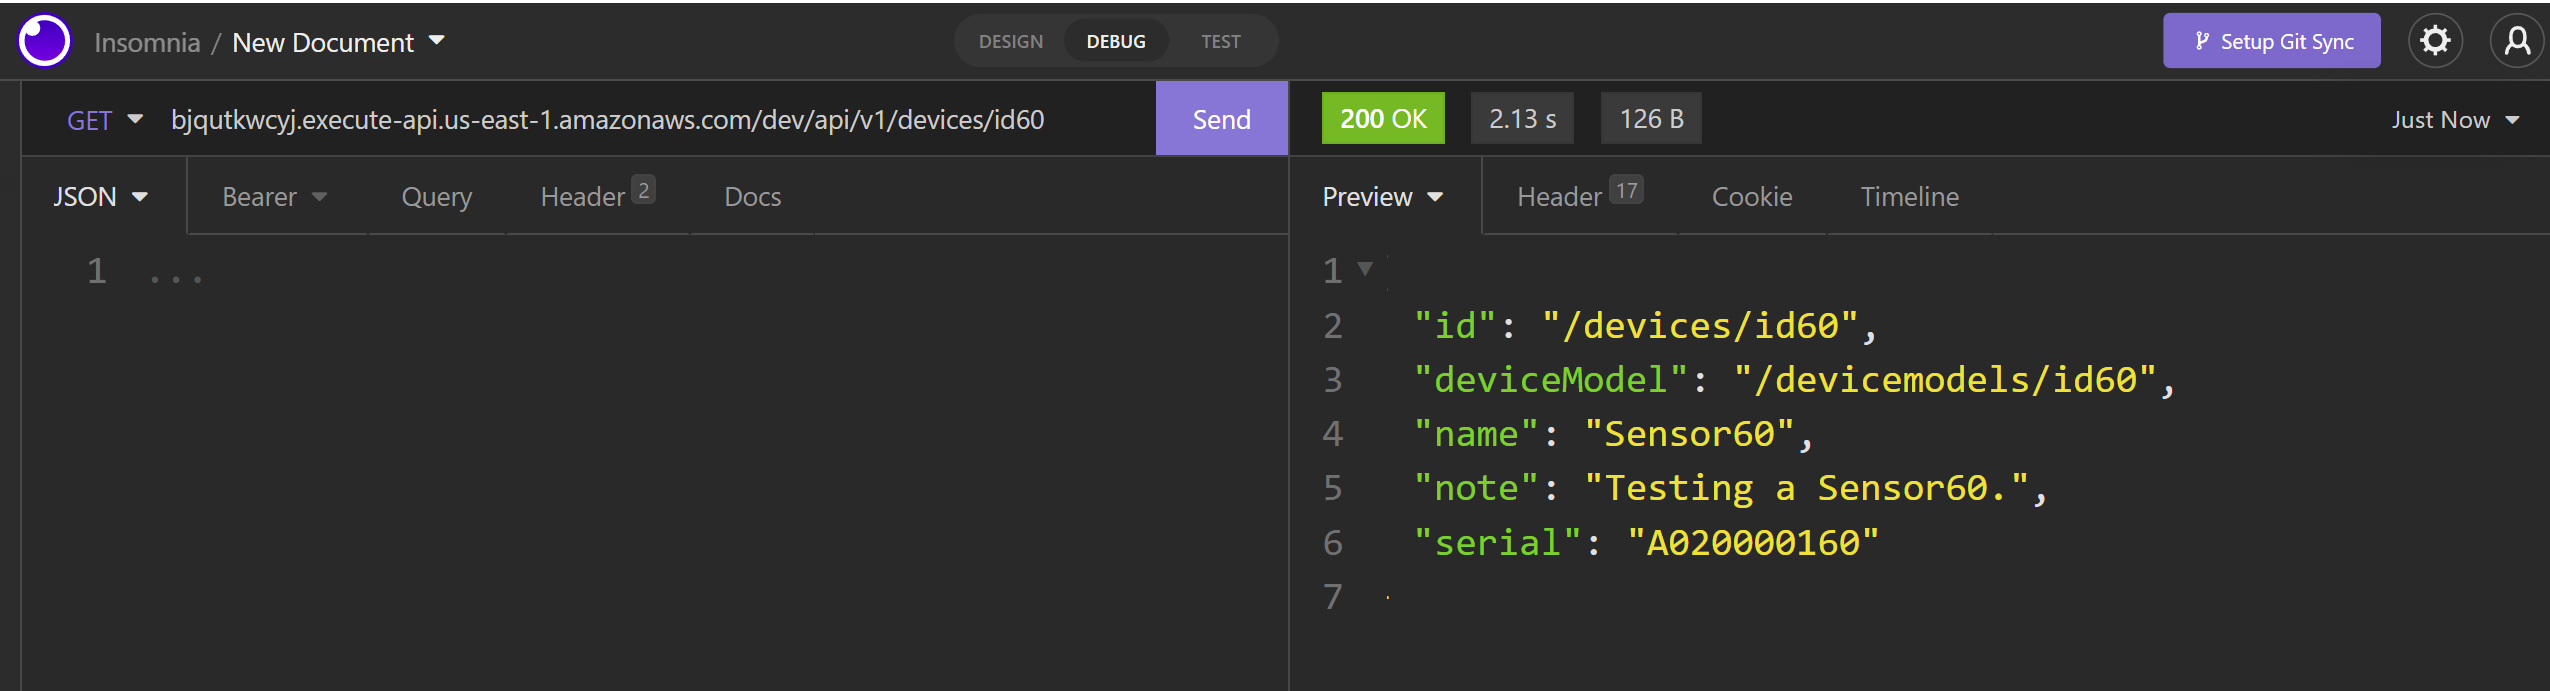 Insomnia / New Document
DESIGN DEBUG TEST
Setup Git Sync
GET bjqutkwcyj.execute-api.us-east-1.amazonaws.com/dev/api/v1/devices/id60 Send
200 OK 2.13 s 126 B Just Now
JSON Bearer Query Header 2 Docs
Preview Header 17 Cookie Timeline
1 ...
1
2 "id": "/devices/id60",
3 "deviceModel": "/devicemodels/id60",
4 "name": "Sensor60",
5 "note": "Testing a Sensor60.",
6 "serial": "A020000160"
7